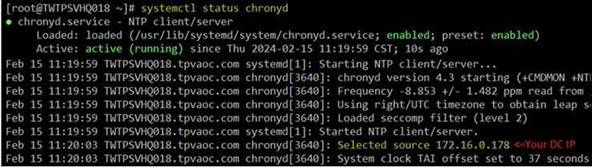 [root@TWTPSVHQ018 ~]# systemctl status chronyd
● chronyd.service - NTP client/server
Loaded: loaded (/usr/lib/systemd/system/chronyd.service; enabled; preset: enabled)
Active: active (running) since Thu 2024-02-15 11:19:59 CST; 10s ago
Feb 15 11:19:59 TWTPSVHQ018.tpvaoc.com systemd[1]: Starting NTP client/server...
Feb 15 11:19:59 TWTPSVHQ018.tpvaoc.com chronyd[3640]: chronyd version 4.3 starting (+CMDMON +NT
Feb 15 11:19:59 TWTPSVHQ018.tpvaoc.com chronyd[3640]: Frequency -8.853 +/- 1.482 ppm read from
Feb 15 11:19:59 TWTPSVHQ018.tpvaoc.com chronyd[3640]: Using right/UTC timezone to obtain leap s
Feb 15 11:19:59 TWTPSVHQ018.tpvaoc.com chronyd[3640]: Loaded seccomp filter (level 2)
Feb 15 11:19:59 TWTPSVHQ018.tpvaoc.com systemd[1]: Started NTP client/server.
Feb 15 11:20:03 TWTPSVHQ018.tpvaoc.com chronyd[3640]: Selected source 172.16.0.178 <=Your DC IP
Feb 15 11:20:03 TWTPSVHQ018.tpvaoc.com chronyd[3640]: System clock TAI offset set to 37 seconds